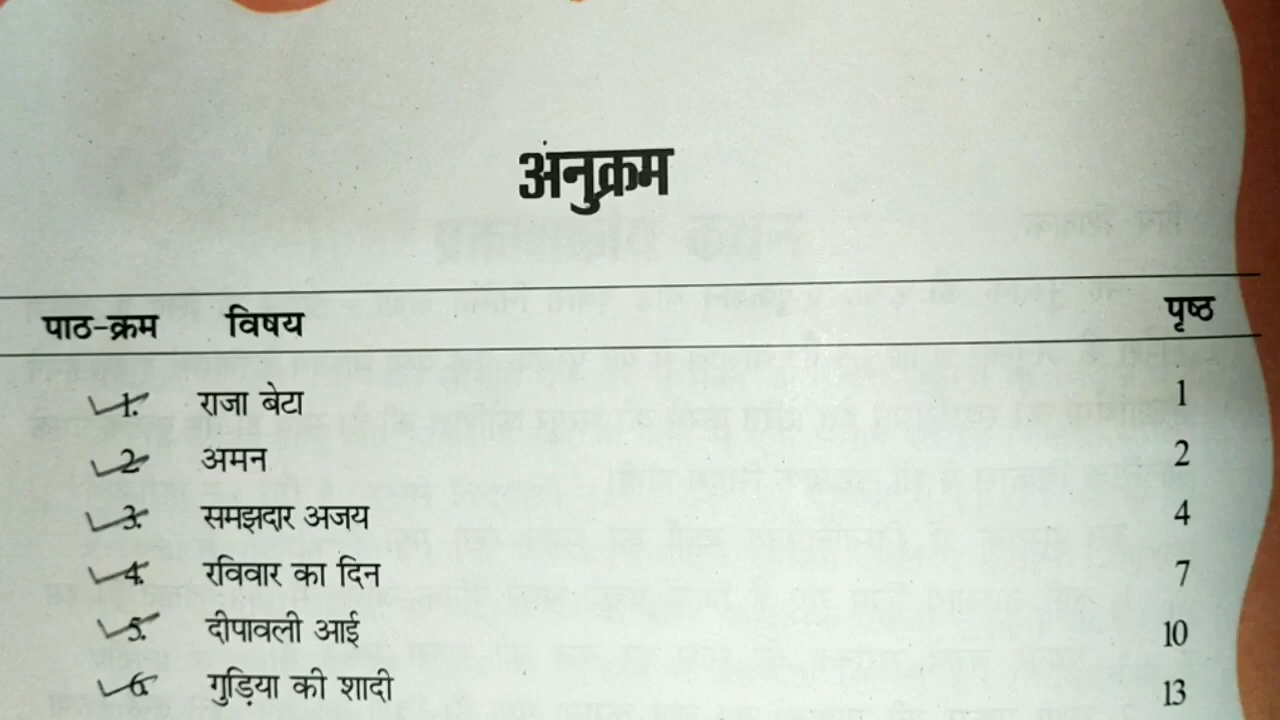 अनुक्रम
पाठ-क्रम विषय पृष्ठ
1. राजा बेटा 1
2. अमन 2
3. समझदार अजय 4
4. रविवार का दिन 7
5. दीपावली आई 10
6. गुड़िया की शादी 13